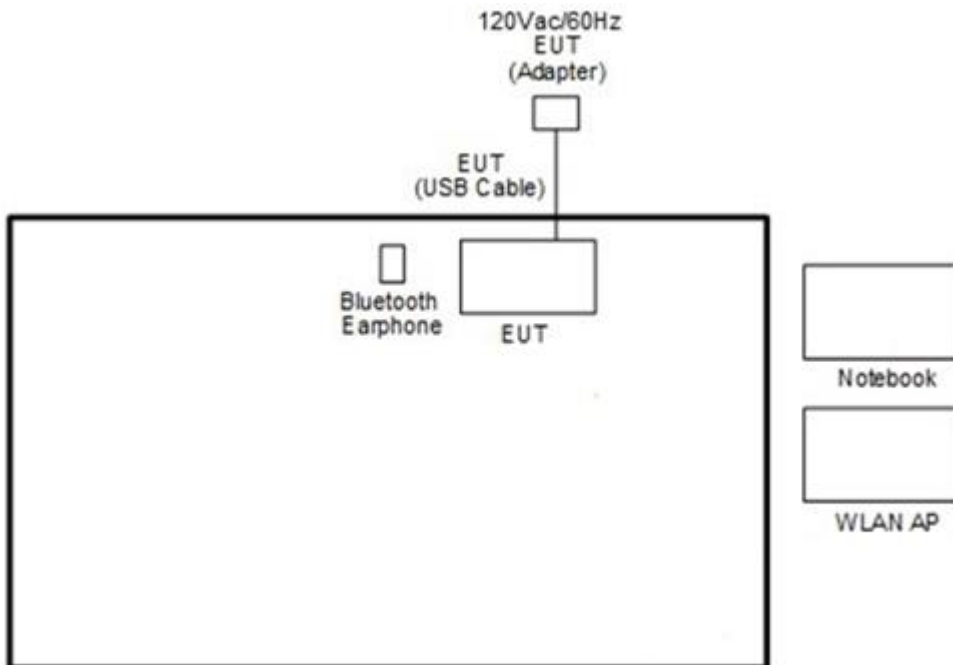 120Vac/60Hz
EUT
(Adapter)
EUT
(USB Cable)
Bluetooth
Earphone
EUT
Notebook
WLAN AP